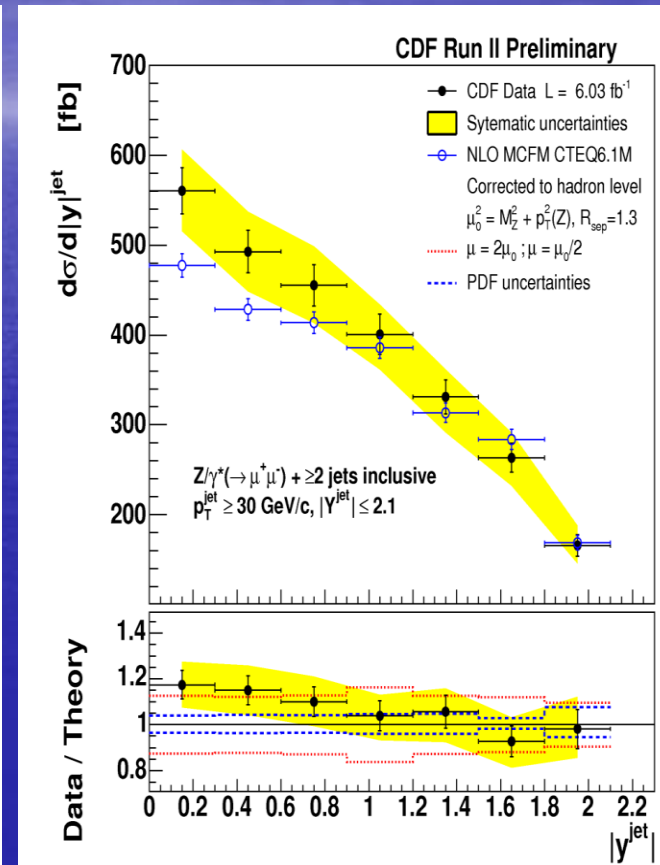 CDF Run II Preliminary
dσ/d|y|^jet [fb]
700
600
500
400
300
200
CDF Data L = 6.03 fb⁻¹
Sytematic uncertainties
NLO MCFM CTEQ6.1M
Corrected to hadron level
μ₀² = M_Z² + p_T²(Z), R_sep=1.3
μ = 2μ₀ ; μ = μ₀/2
PDF uncertainties
Z/γ*(→μ⁺μ⁻) + ≥2 jets inclusive
p_T^jet ≥ 30 GeV/c, |Y^jet| ≤ 2.1
Data / Theory
1.4
1.2
1
0.8
0 0.2 0.4 0.6 0.8 1 1.2 1.4 1.6 1.8 2 2.2
|y^jet|